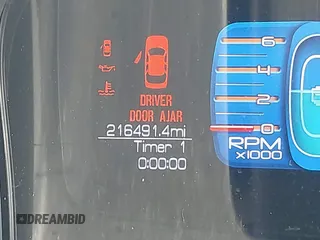 DRIVER
DOOR AJAR
216491.4mi
Timer 1
0:00:00
6
4
2
0
RPM
x1000
DREAMBID